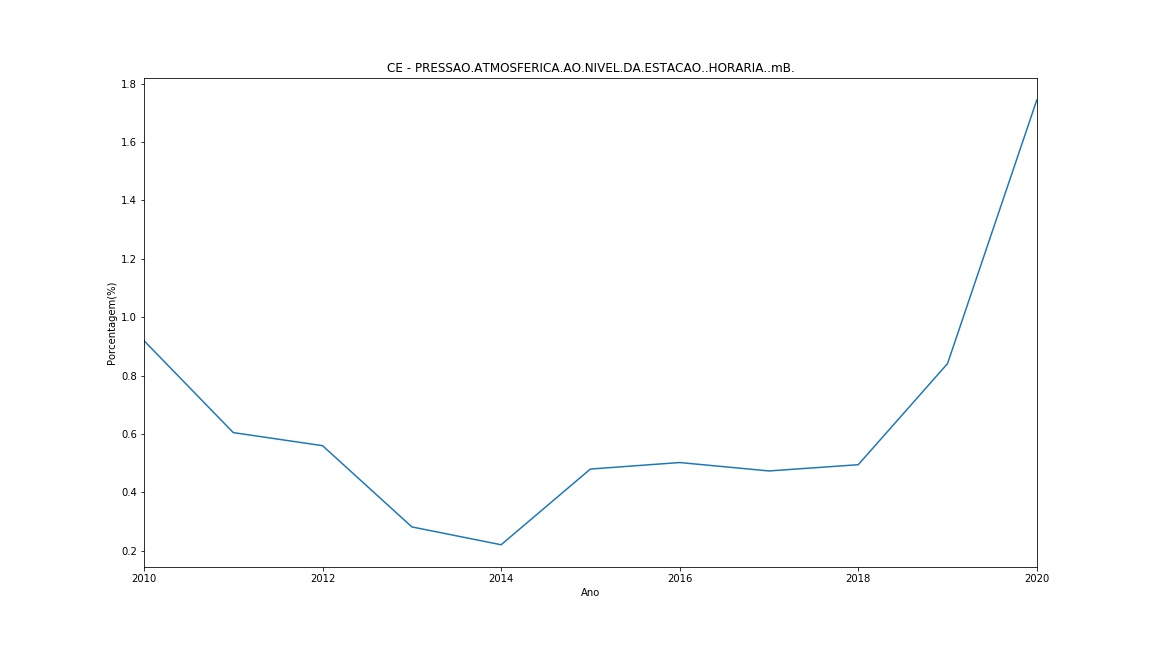 CE - PRESSAO.ATMOSFERICA.AO.NIVEL.DA.ESTACAO..HORARIA..mB.
1.8
1.6
1.4
1.2
1.0
0.8
0.6
0.4
0.2
Porcentagem(%)
2010 2012 2014 2016 2018 2020
Ano